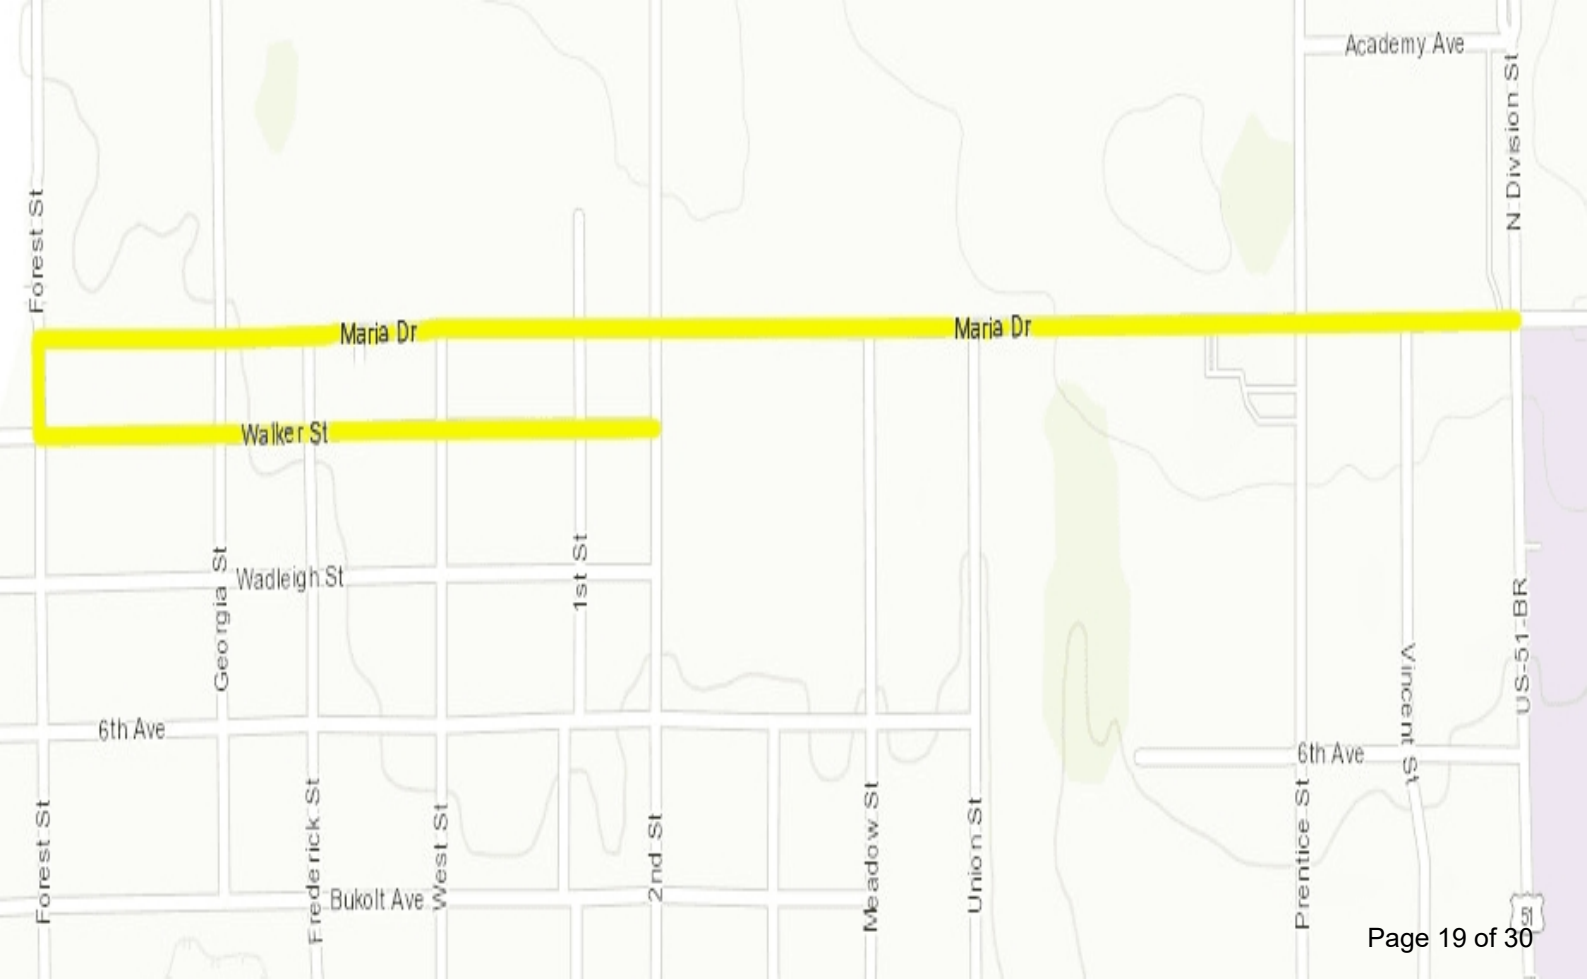 Academy Ave
N Division St
Forest St
Maria Dr
Maria Dr
Walker St
Georgia St
Wadleigh St
1st St
US-51-BR
Vincent St
6th Ave
6th Ave
Forest St
Frederick St
West St
2nd St
Meadow St
Union St
Prentice St
Bukolt Ave
51
Page 19 of 30